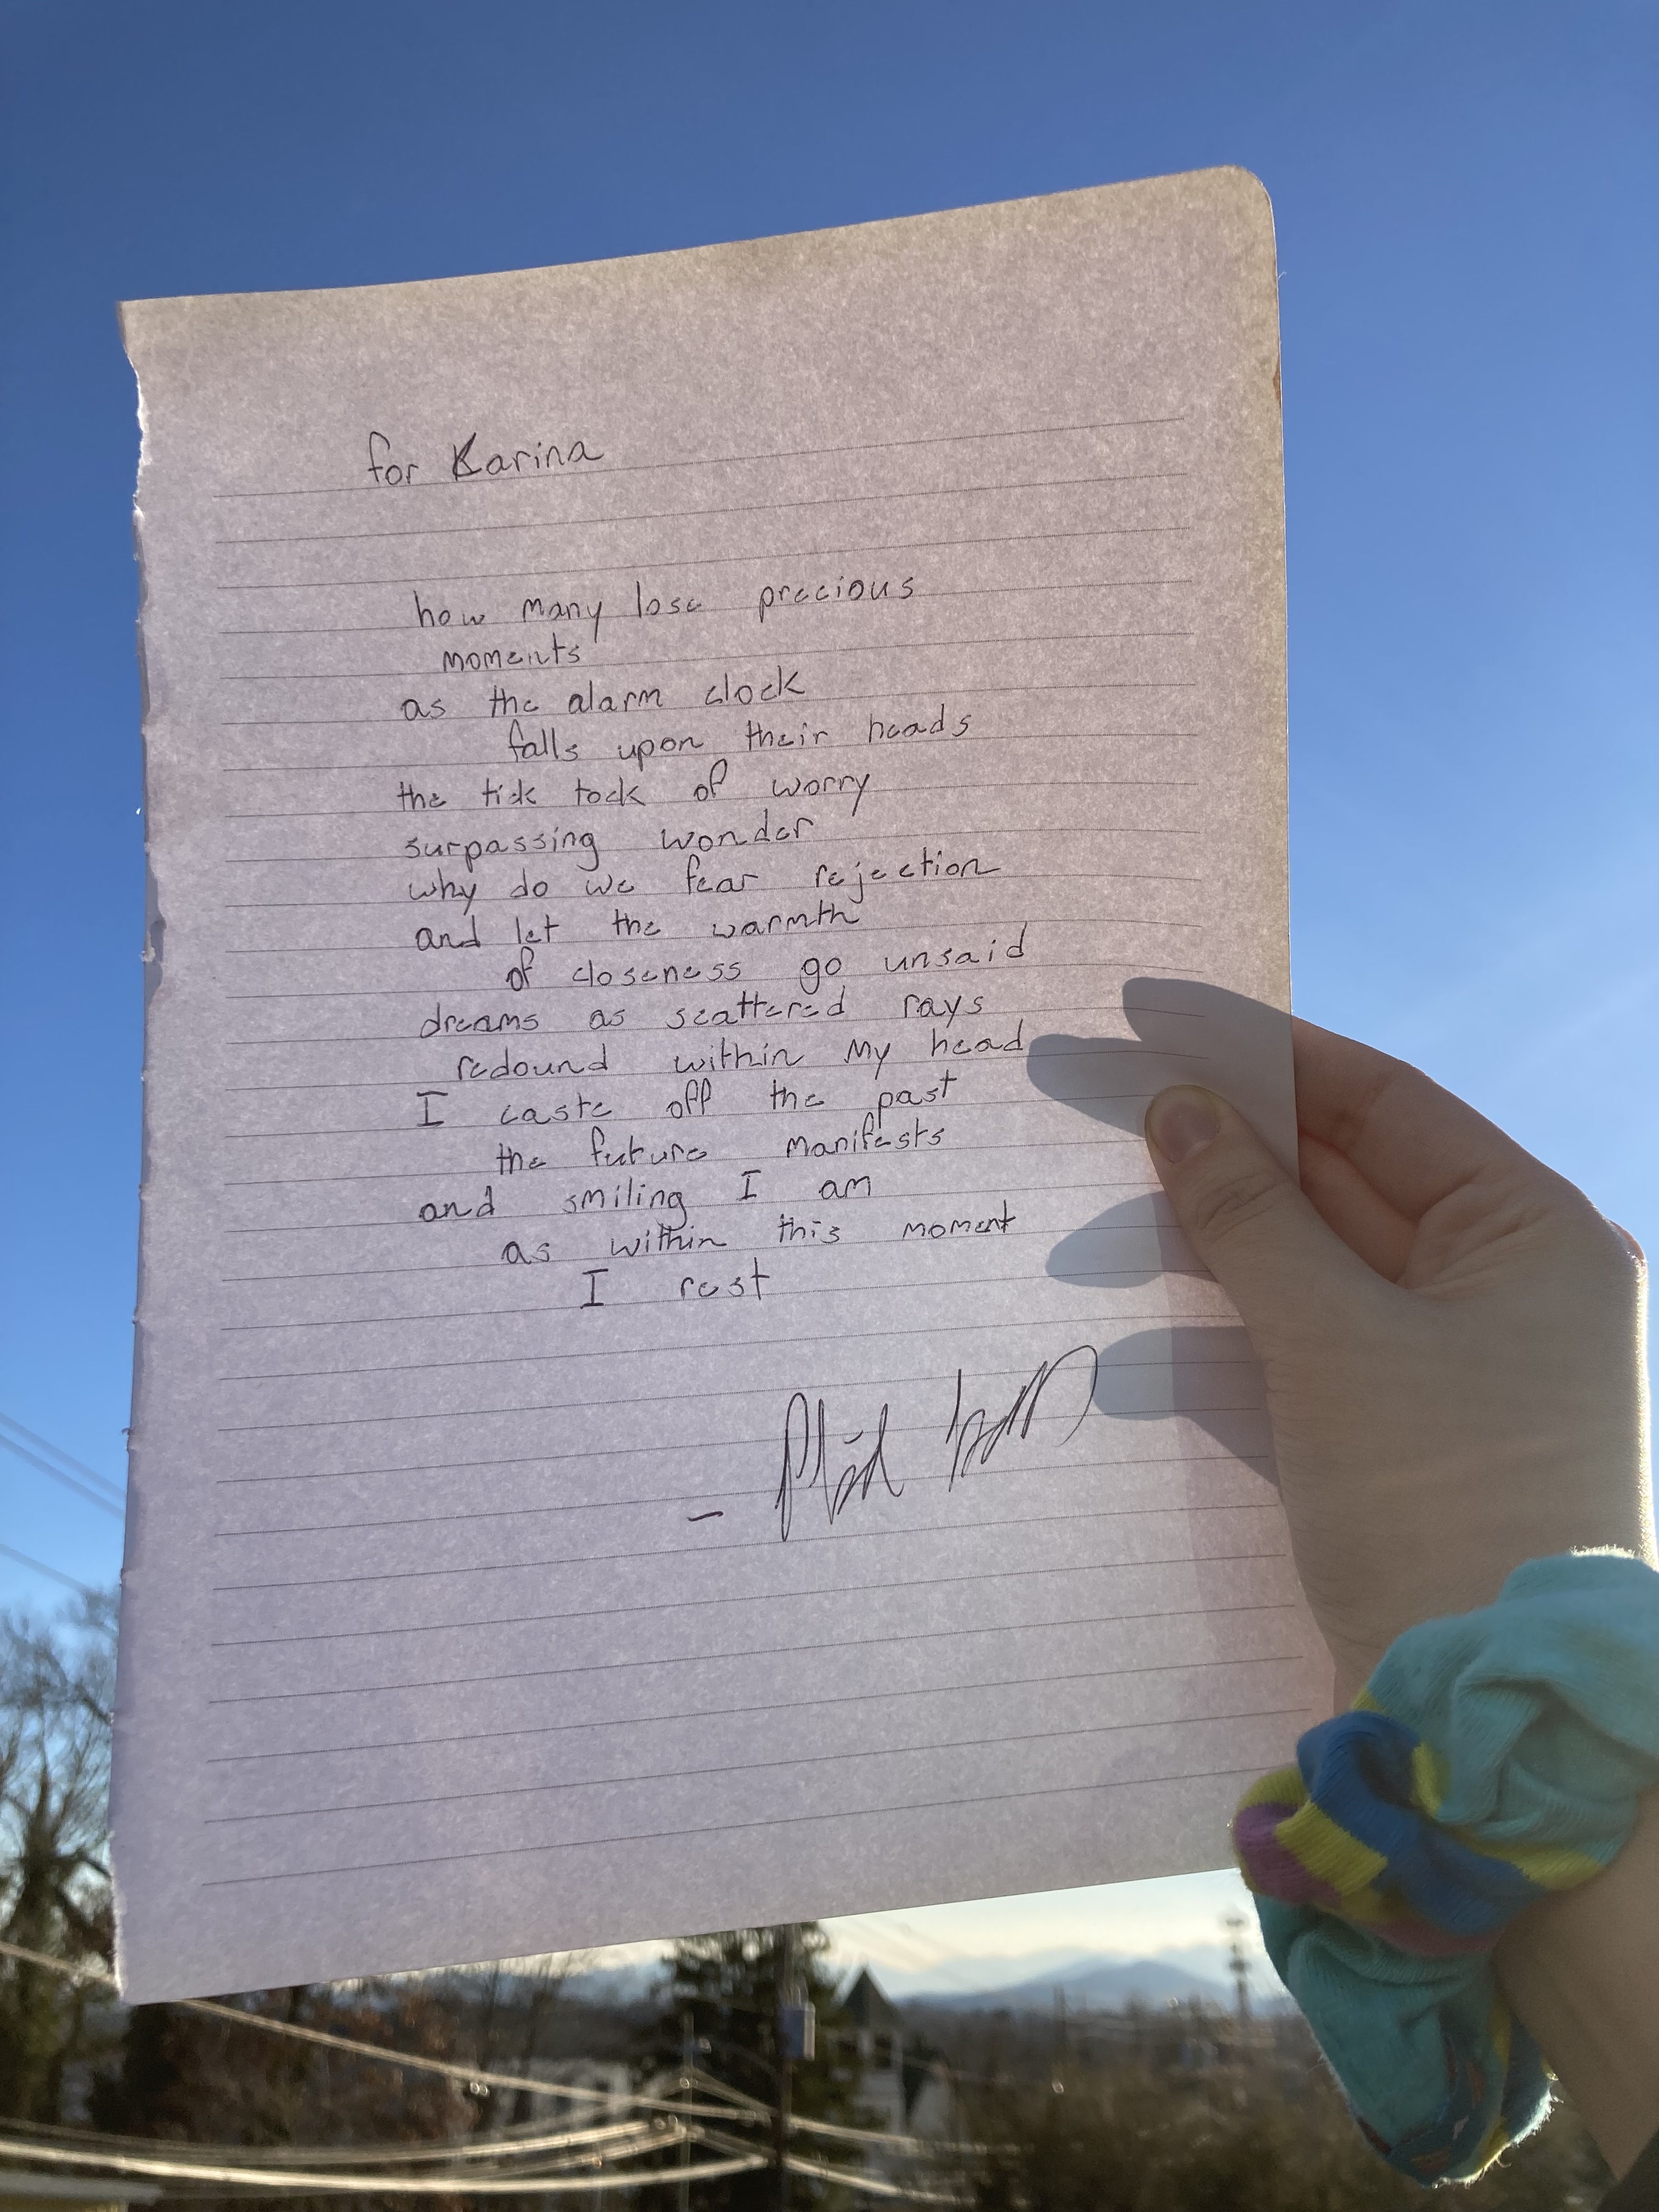 for Karina
how many lose precious
moments
as the alarm clock
falls upon their heads
the tick tock of worry
surpassing wonder
why do we fear rejection
and let the warmth
of closeness go unsaid
dreams as scattered rays
redound within my head
I caste off the past
the future manifests
and smiling I am
as within this moment
I rest
- Phil